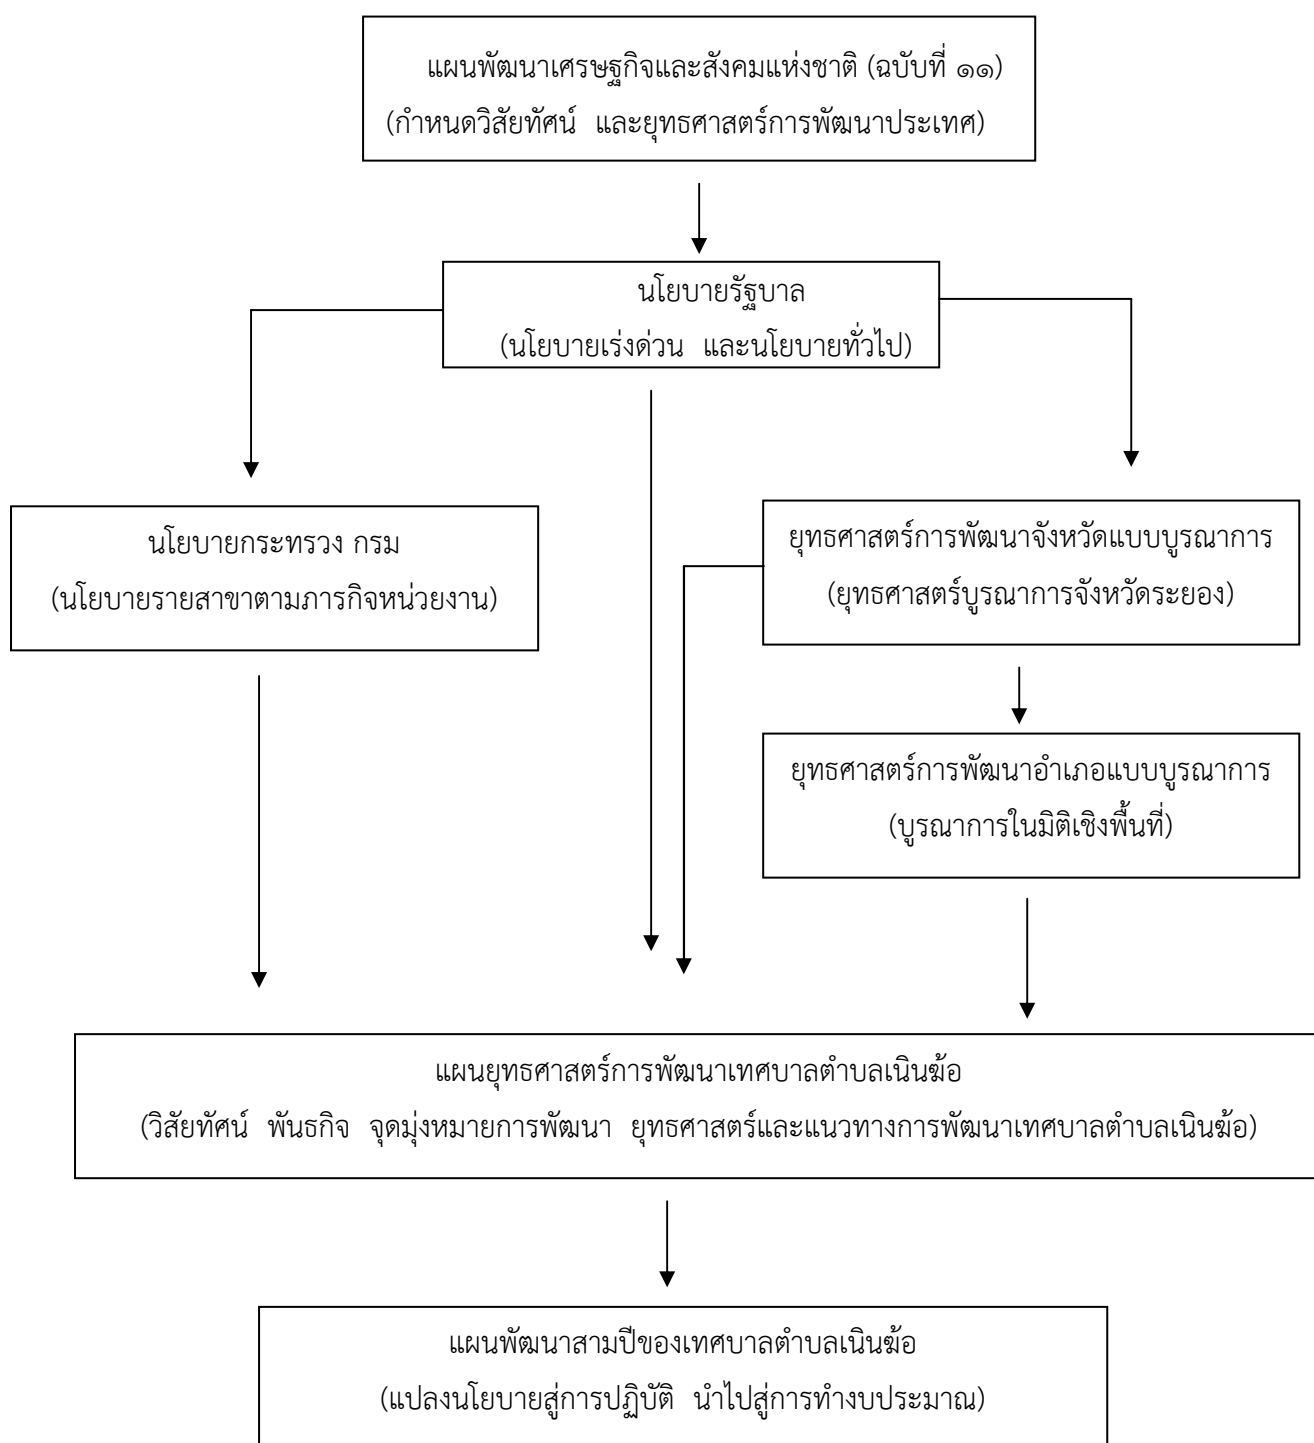 แผนพัฒนาเศรษฐกิจและสังคมแห่งชาติ (ฉบับที่ ๑๑)
(กำหนดวิสัยทัศน์ และยุทธศาสตร์การพัฒนาประเทศ)
นโยบายรัฐบาล
(นโยบายเร่งด่วน และนโยบายทั่วไป)
นโยบายกระทรวง กรม
(นโยบายรายสาขาตามภารกิจหน่วยงาน)
ยุทธศาสตร์การพัฒนาจังหวัดแบบบูรณาการ
(ยุทธศาสตร์บูรณาการจังหวัดระยอง)
ยุทธศาสตร์การพัฒนาอำเภอแบบบูรณาการ
(บูรณาการในมิติเชิงพื้นที่)
แผนยุทธศาสตร์การพัฒนาเทศบาลตำบลเนินฆ้อ
(วิสัยทัศน์ พันธกิจ จุดมุ่งหมายการพัฒนา ยุทธศาสตร์และแนวทางการพัฒนาเทศบาลตำบลเนินฆ้อ)
แผนพัฒนาสามปีของเทศบาลตำบลเนินฆ้อ
(แปลงนโยบายสู่การปฏิบัติ นำไปสู่การทำงบประมาณ)